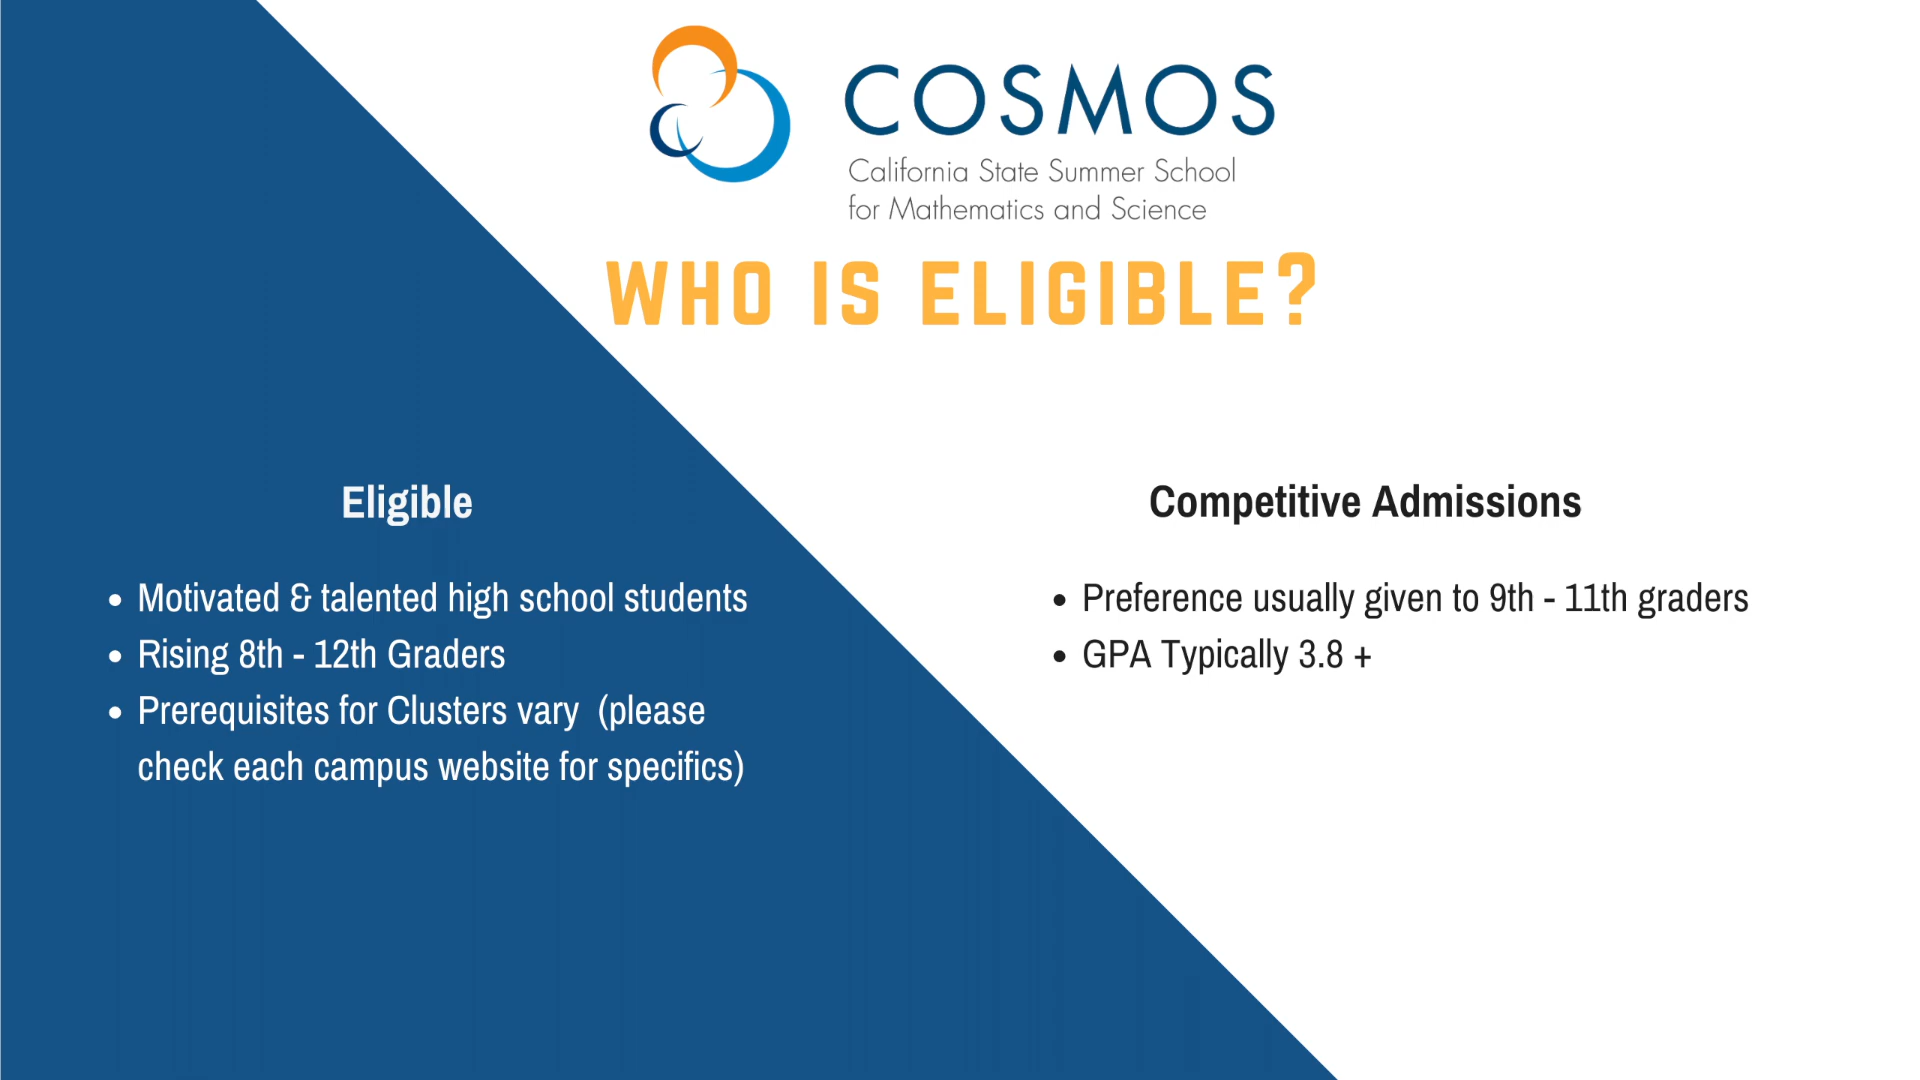 COSMOS
California State Summer School
for Mathematics and Science
WHO IS ELIGIBLE?
Eligible
• Motivated & talented high school students
• Rising 8th - 12th Graders
• Prerequisites for Clusters vary (please
check each campus website for specifics)
Competitive Admissions
• Preference usually given to 9th - 11th graders
• GPA Typically 3.8 +